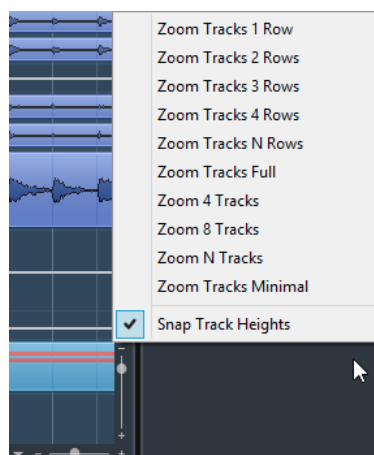 Zoom Tracks 1 Row
Zoom Tracks 2 Rows
Zoom Tracks 3 Rows
Zoom Tracks 4 Rows
Zoom Tracks N Rows
Zoom Tracks Full
Zoom 4 Tracks
Zoom 8 Tracks
Zoom N Tracks
Zoom Tracks Minimal
Snap Track Heights